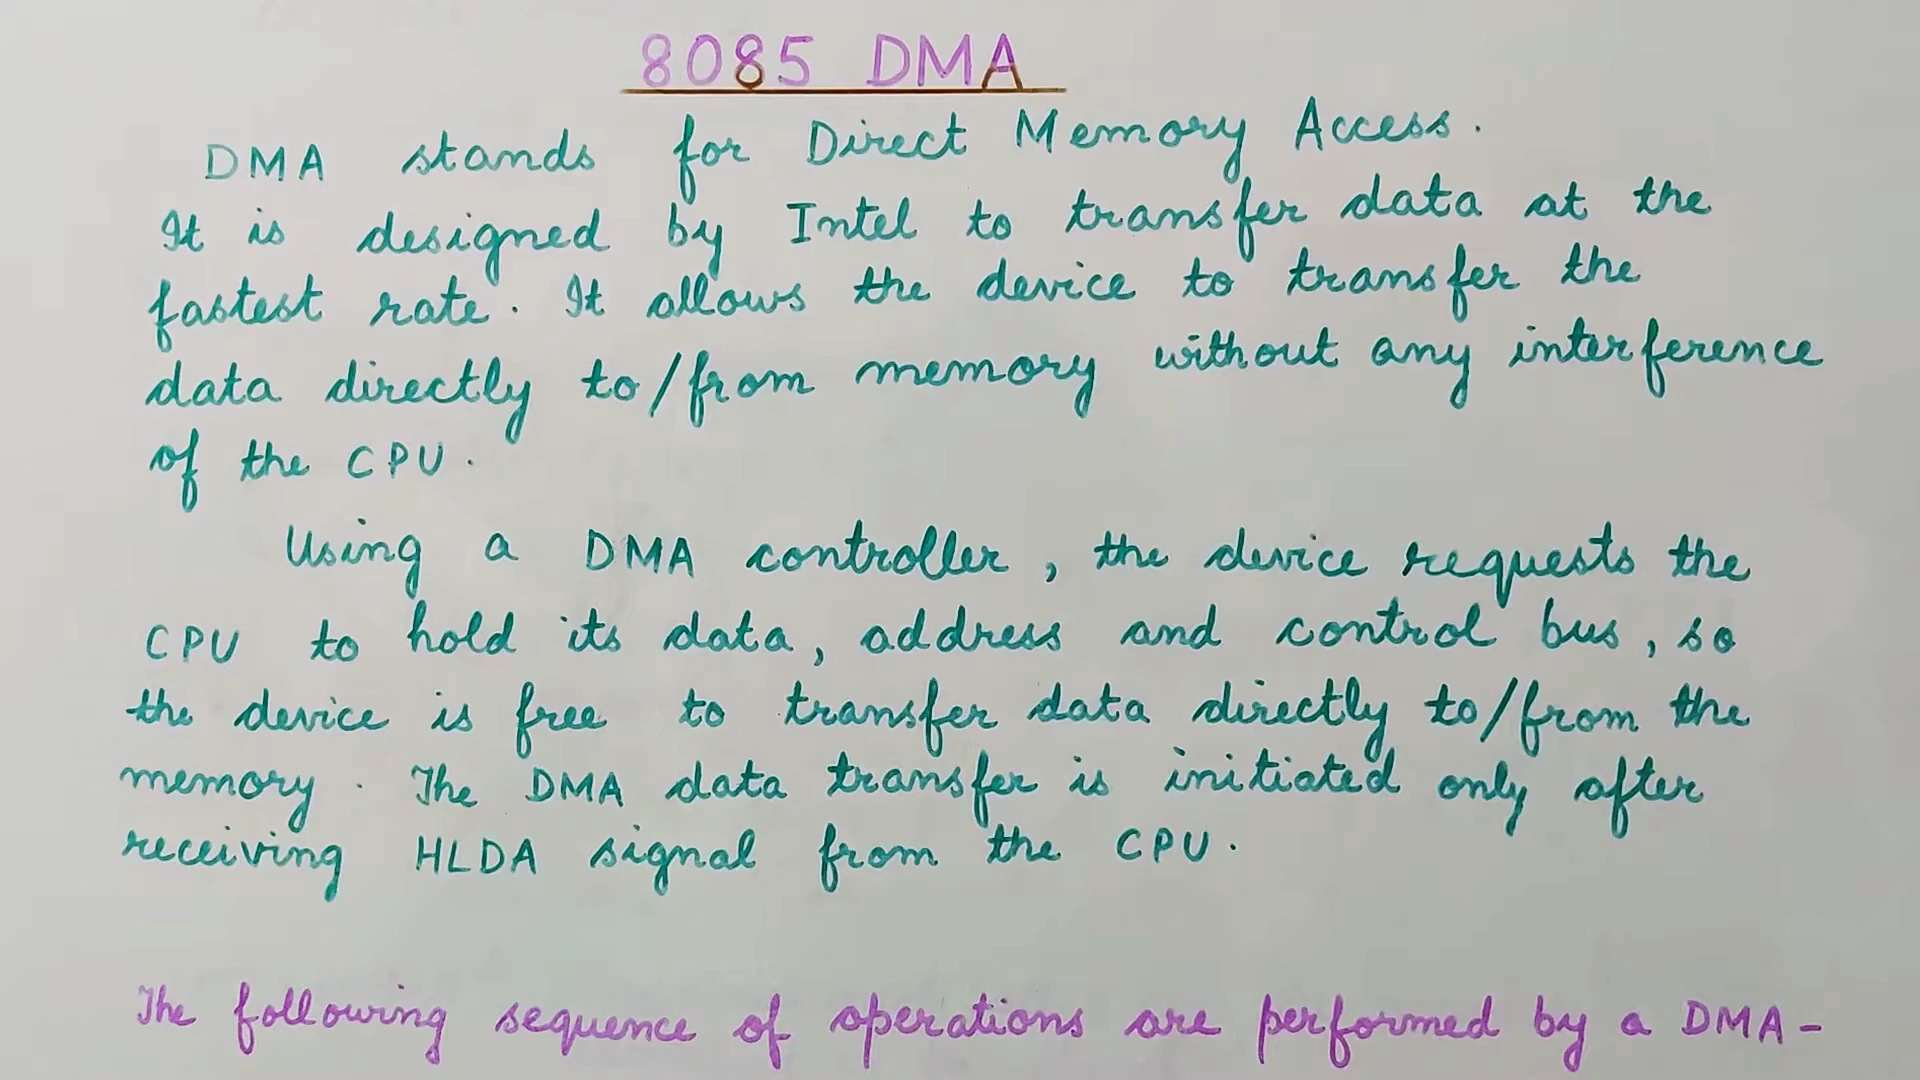 8085 DMA
DMA stands for Direct Memory Access.
It is designed by Intel to transfer data at the
fastest rate. It allows the device to transfer the
data directly to/from memory without any interference
of the CPU.
Using a DMA controller, the device requests the
CPU to hold its data, address and control bus, so
the device is free to transfer data directly to/from the
memory. The DMA data transfer is initiated only after
receiving HLDA signal from the CPU.
The following sequence of operations are performed by a DMA -